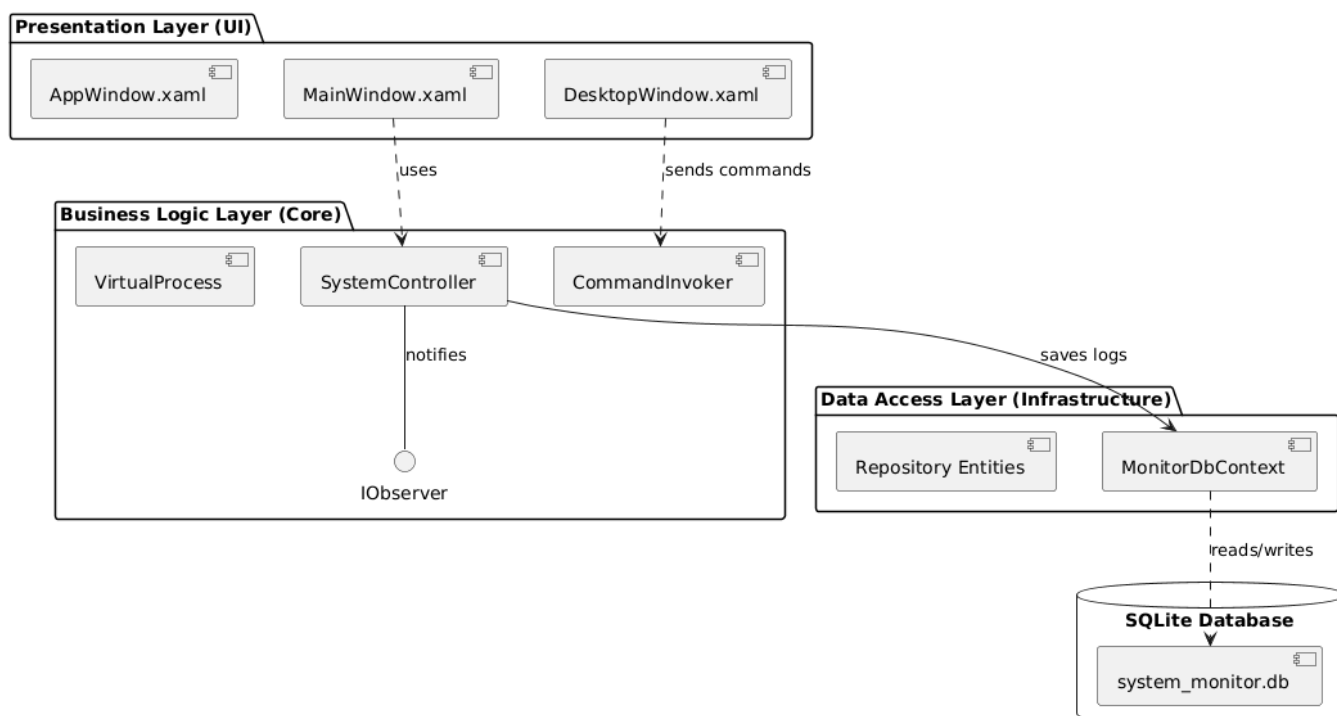 Presentation Layer (UI)
AppWindow.xaml
MainWindow.xaml
DesktopWindow.xaml
uses
sends commands
Business Logic Layer (Core)
VirtualProcess
SystemController
CommandInvoker
notifies
saves logs
IObserver
Data Access Layer (Infrastructure)
Repository Entities
MonitorDbContext
reads/writes
SQLite Database
system_monitor.db